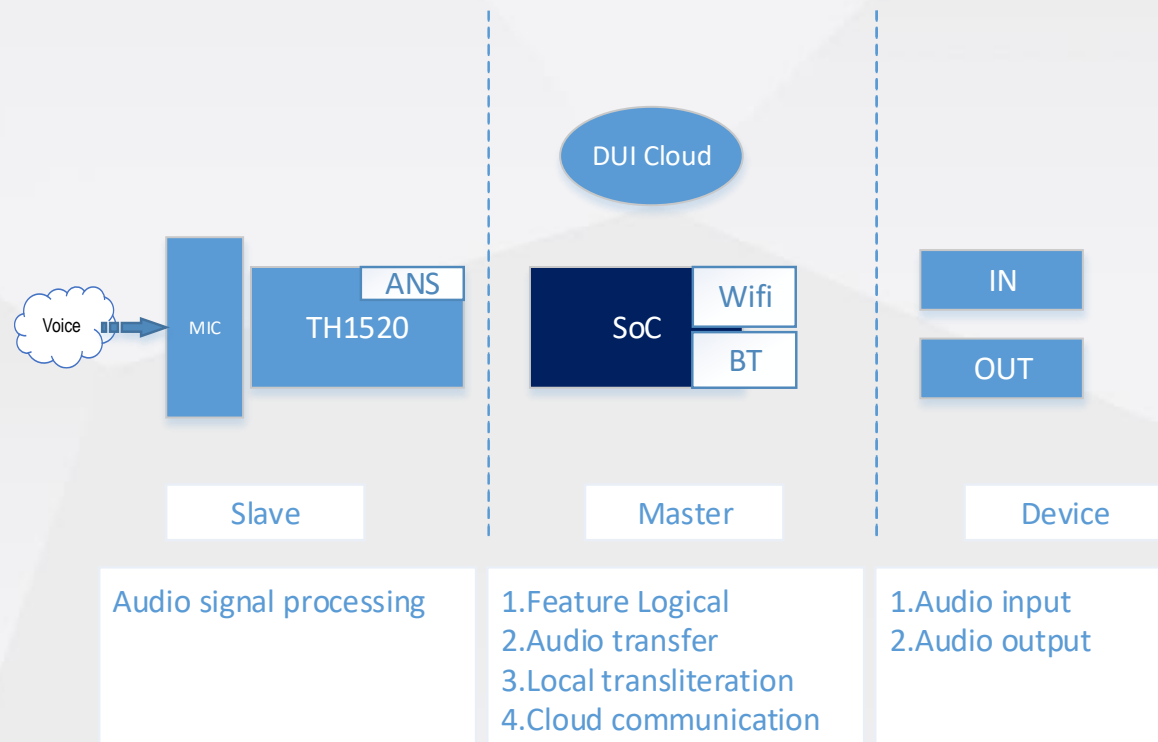 DUI Cloud
Voice
MIC
ANS
TH1520
SoC
Wifi
BT
IN
OUT
Slave
Master
Device
Audio signal processing
1.Feature Logical
2.Audio transfer
3.Local transliteration
4.Cloud communication
1.Audio input
2.Audio output